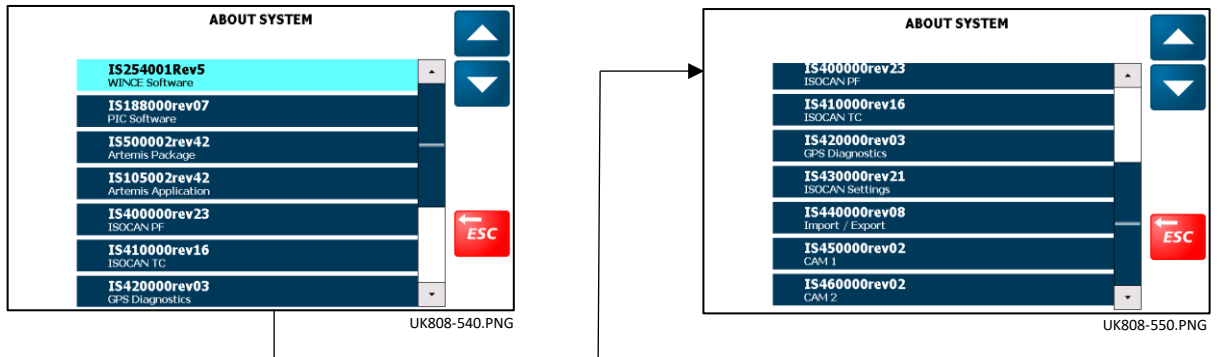 ABOUT SYSTEM
IS254001Rev5
WINCE Software
IS188000rev07
PIC Software
IS500002rev42
Artemis Package
IS105002rev42
Artemis Application
IS400000rev23
ISOCAN PF
IS410000rev16
ISOCAN TC
IS420000rev03
GPS Diagnostics
ESC
UK808-540.PNG
ABOUT SYSTEM
IS400000rev23
ISOCAN PF
IS410000rev16
ISOCAN TC
IS420000rev03
GPS Diagnostics
IS430000rev21
ISOCAN Settings
IS440000rev08
Import / Export
IS450000rev02
CAM 1
IS460000rev02
CAM 2
ESC
UK808-550.PNG